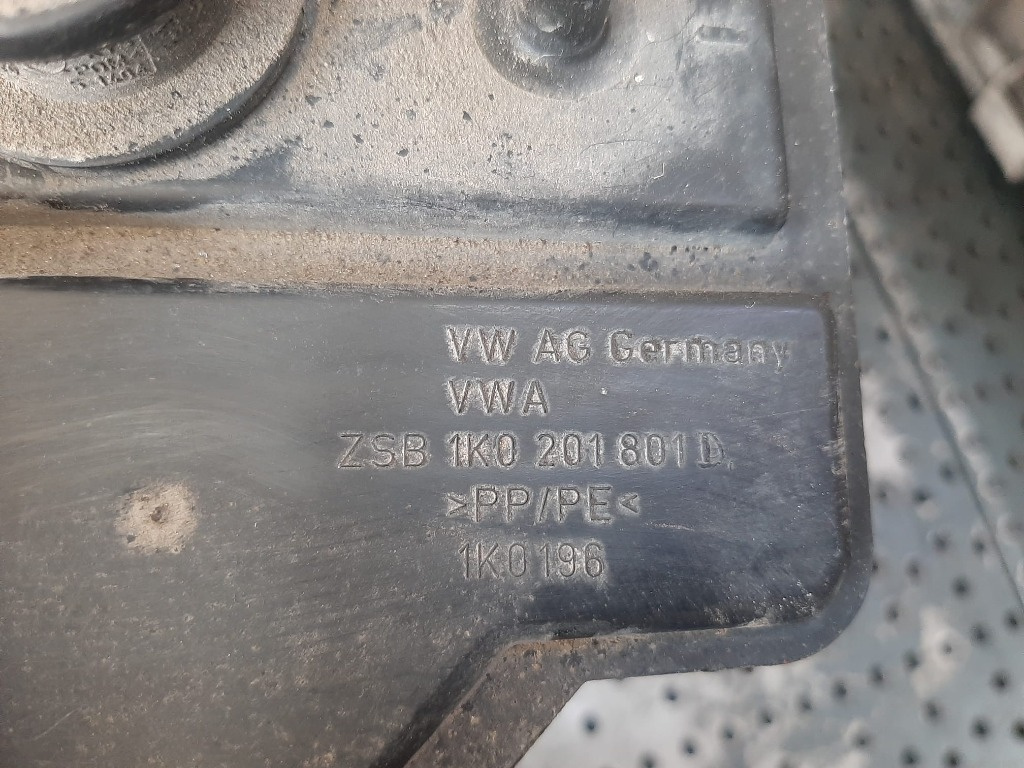 VW AG Germany
VWA
ZSB 1K0 201 801 D
>PP/PE<
1K0 196